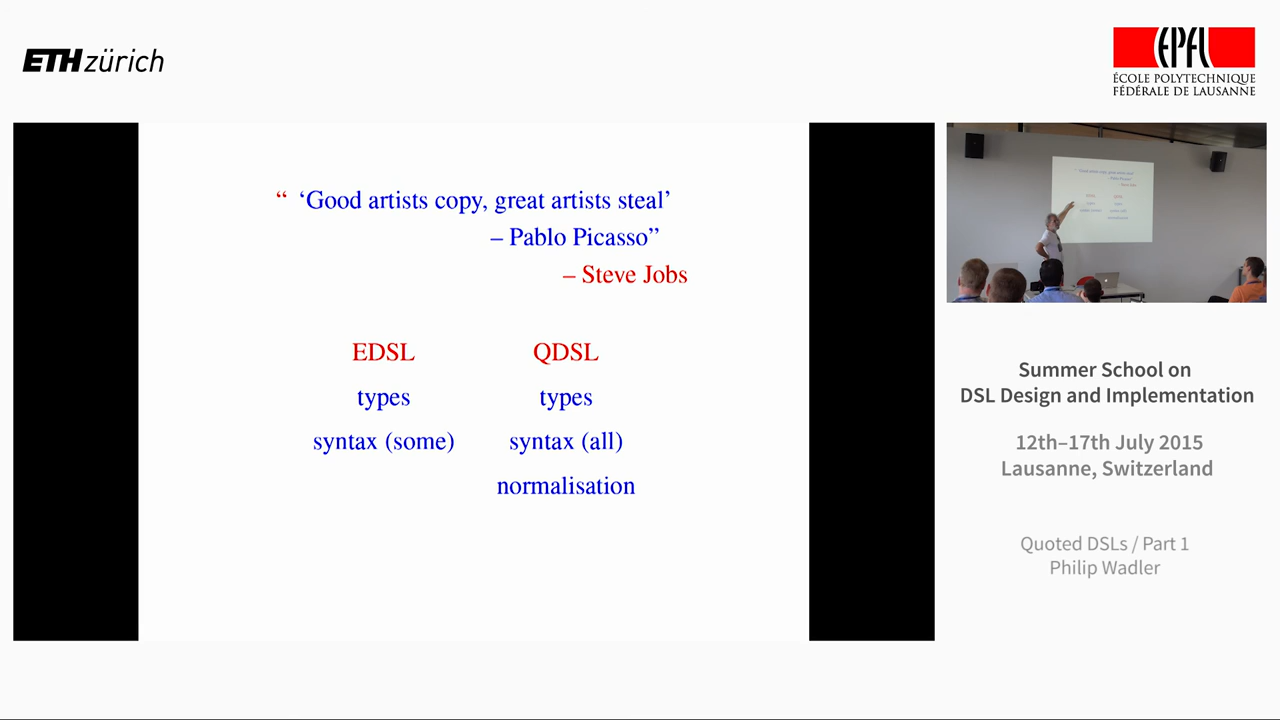 ETH zürich
EPFL
ÉCOLE POLYTECHNIQUE
FÉDÉRALE DE LAUSANNE
“ ‘Good artists copy, great artists steal’
– Pablo Picasso”
– Steve Jobs
EDSL QDSL
types types
syntax (some) syntax (all)
normalisation
Summer School on
DSL Design and Implementation
12th–17th July 2015
Lausanne, Switzerland
Quoted DSLs / Part 1
Philip Wadler